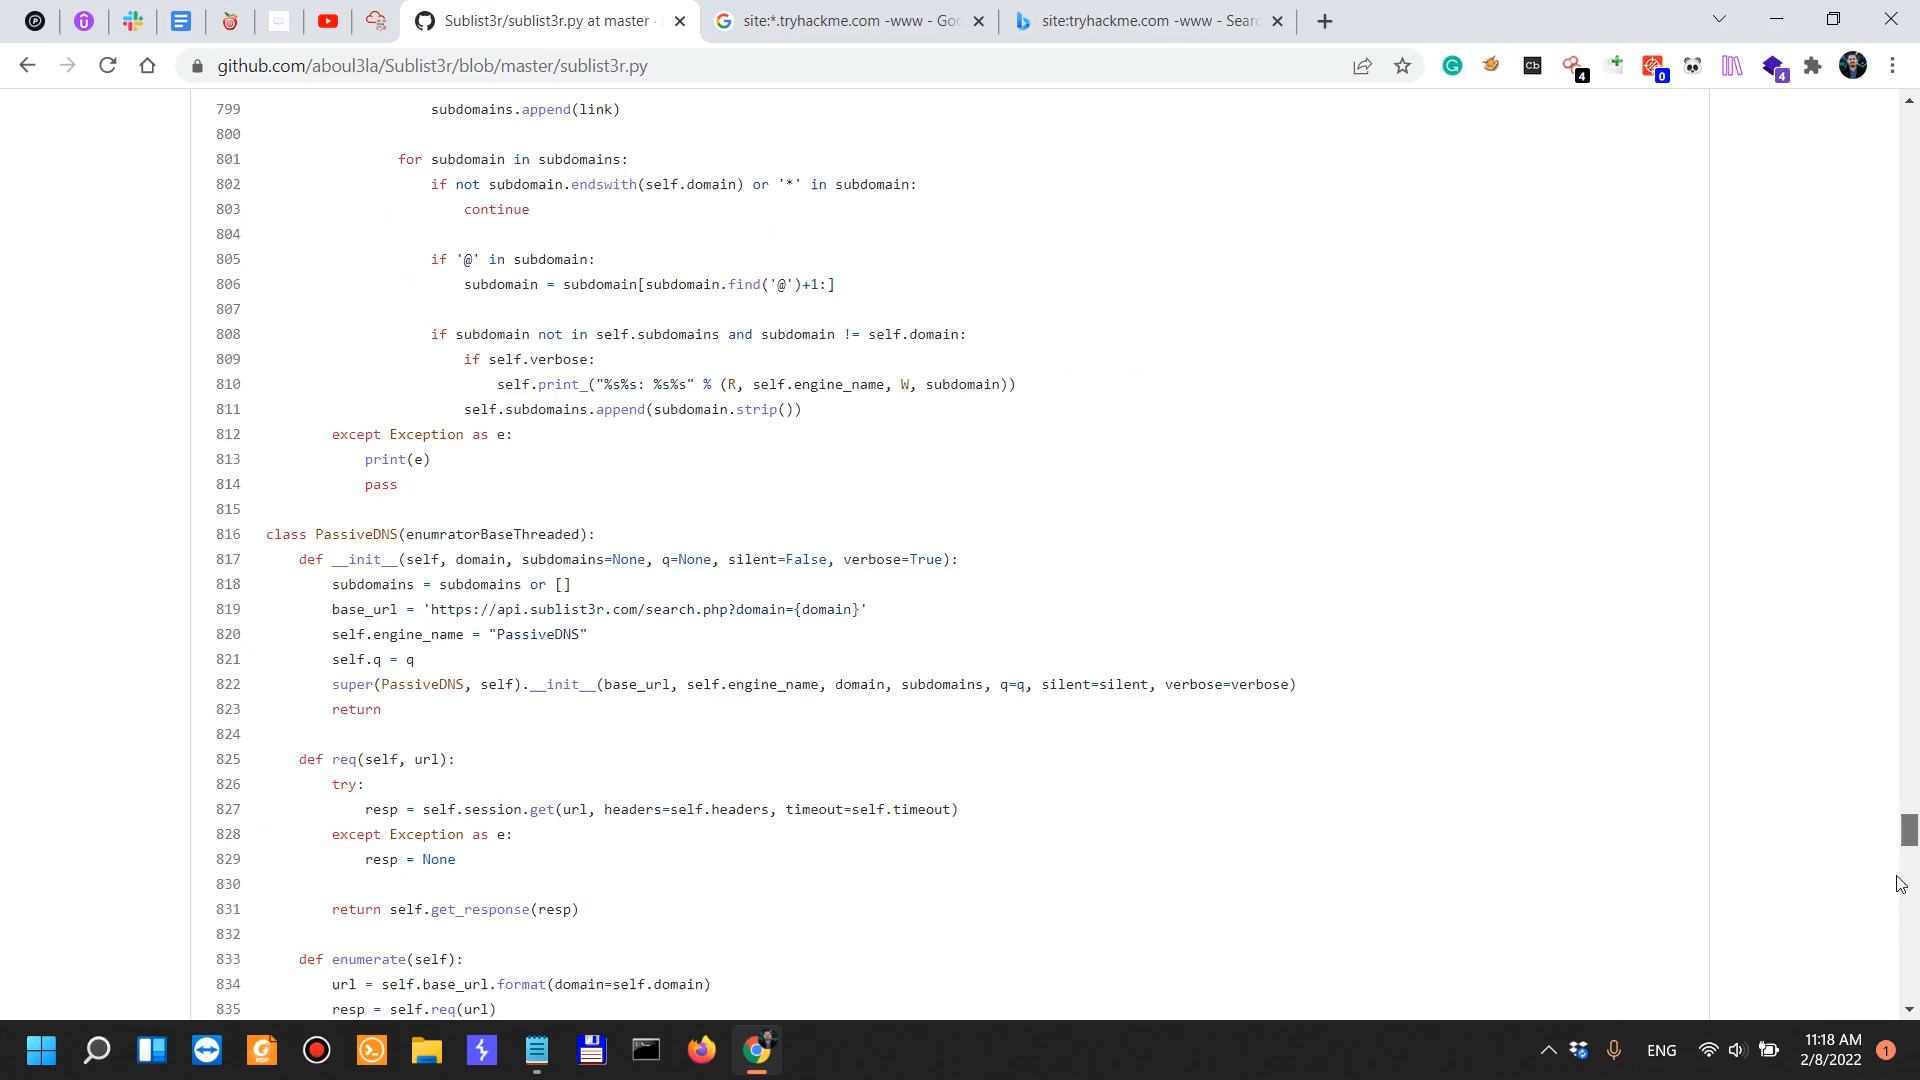 Sublist3r/sublist3r.py at master ·
site:*.tryhackme.com -www - Goo
site:tryhackme.com -www - Searc
github.com/aboul3la/Sublist3r/blob/master/sublist3r.py
4
0
4
799 subdomains.append(link)
800
801 for subdomain in subdomains:
802 if not subdomain.endswith(self.domain) or '*' in subdomain:
803 continue
804
805 if '@' in subdomain:
806 subdomain = subdomain[subdomain.find('@')+1:]
807
808 if subdomain not in self.subdomains and subdomain != self.domain:
809 if self.verbose:
810 self.print_("%s%s: %s%s" % (R, self.engine_name, W, subdomain))
811 self.subdomains.append(subdomain.strip())
812 except Exception as e:
813 print(e)
814 pass
815
816 class PassiveDNS(enumratorBaseThreaded):
817 def __init__(self, domain, subdomains=None, q=None, silent=False, verbose=True):
818 subdomains = subdomains or []
819 base_url = 'https://api.sublist3r.com/search.php?domain={domain}'
820 self.engine_name = "PassiveDNS"
821 self.q = q
822 super(PassiveDNS, self).__init__(base_url, self.engine_name, domain, subdomains, q=q, silent=silent, verbose=verbose)
823 return
824
825 def req(self, url):
826 try:
827 resp = self.session.get(url, headers=self.headers, timeout=self.timeout)
828 except Exception as e:
829 resp = None
830
831 return self.get_response(resp)
832
833 def enumerate(self):
834 url = self.base_url.format(domain=self.domain)
835 resp = self.req(url)
ENG
11:18 AM
2/8/2022
1